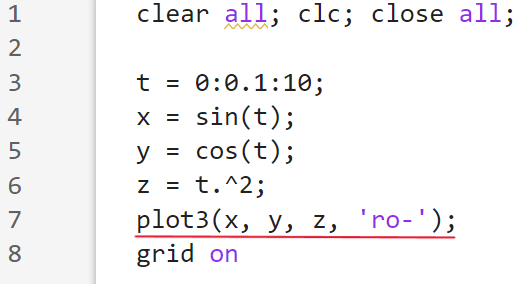 1 clear all; clc; close all;
2
3 t = 0:0.1:10;
4 x = sin(t);
5 y = cos(t);
6 z = t.^2;
7 plot3(x, y, z, 'ro-');
8 grid on